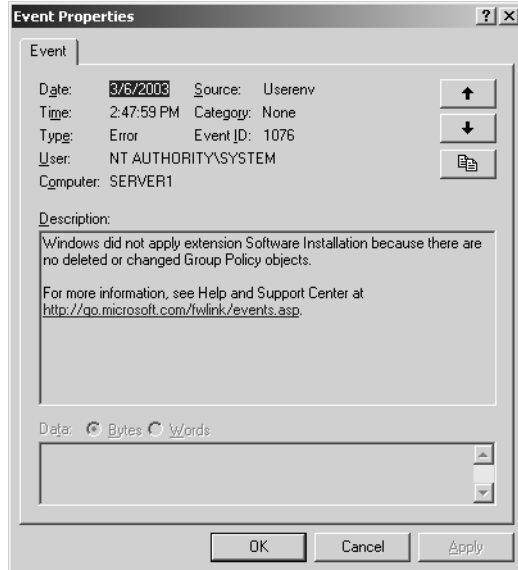 Event Properties
Event
Date: 3/6/2003 Source: Userenv
Time: 2:47:59 PM Category: None
Type: Error Event ID: 1076
User: NT AUTHORITY\SYSTEM
Computer: SERVER1
Description:
Windows did not apply extension Software Installation because there are
no deleted or changed Group Policy objects.
For more information, see Help and Support Center at
http://go.microsoft.com/fwlink/events.asp.
Data: Bytes Words
OK Cancel Apply